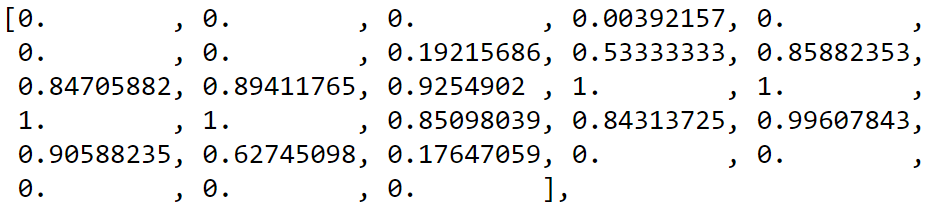 [0.        , 0.        , 0.        , 0.00392157, 0.        ,
0.        , 0.        , 0.19215686, 0.53333333, 0.85882353,
0.84705882, 0.89411765, 0.9254902 , 1.        , 1.        ,
1.        , 1.        , 0.85098039, 0.84313725, 0.99607843,
0.90588235, 0.62745098, 0.17647059, 0.        , 0.        ,
0.        , 0.        , 0.        ],